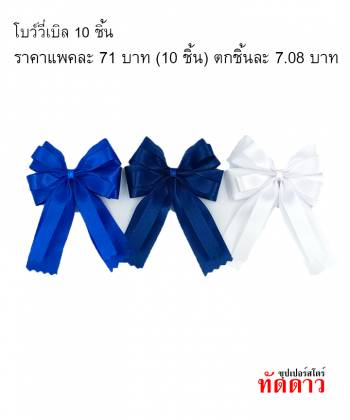 โบว์วี่เบิล 10 ชิ้น
ราคาแพคละ 71 บาท (10 ชิ้น) ตกชิ้นละ 7.08 บาท
ซุปเปอร์สโตร์
ทัดดาว